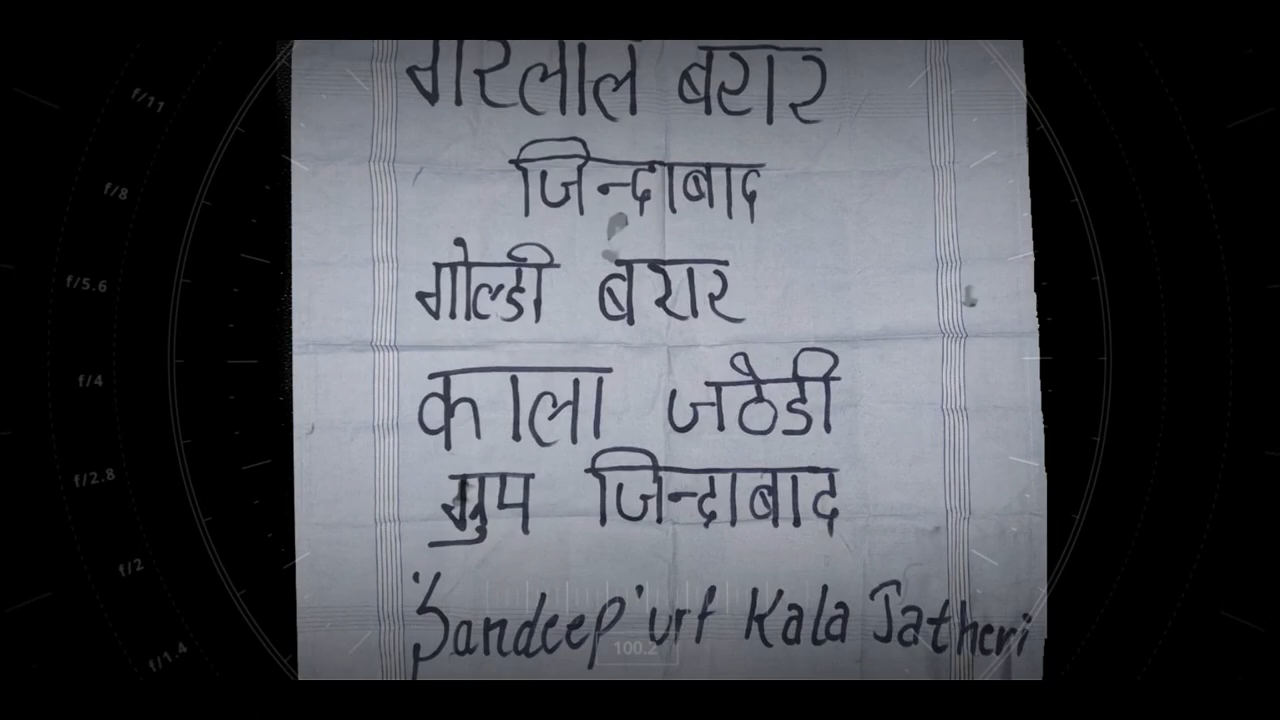 गरलाल बरार
जिन्दाबाद
गोल्डी बरार
काला जठेडी
ग्रुप जिन्दाबाद
'Sandeep' urf Kala Jatheri
f/11
f/8
f/5.6
f/4
f/2.8
f/2
f/1.4
100.2